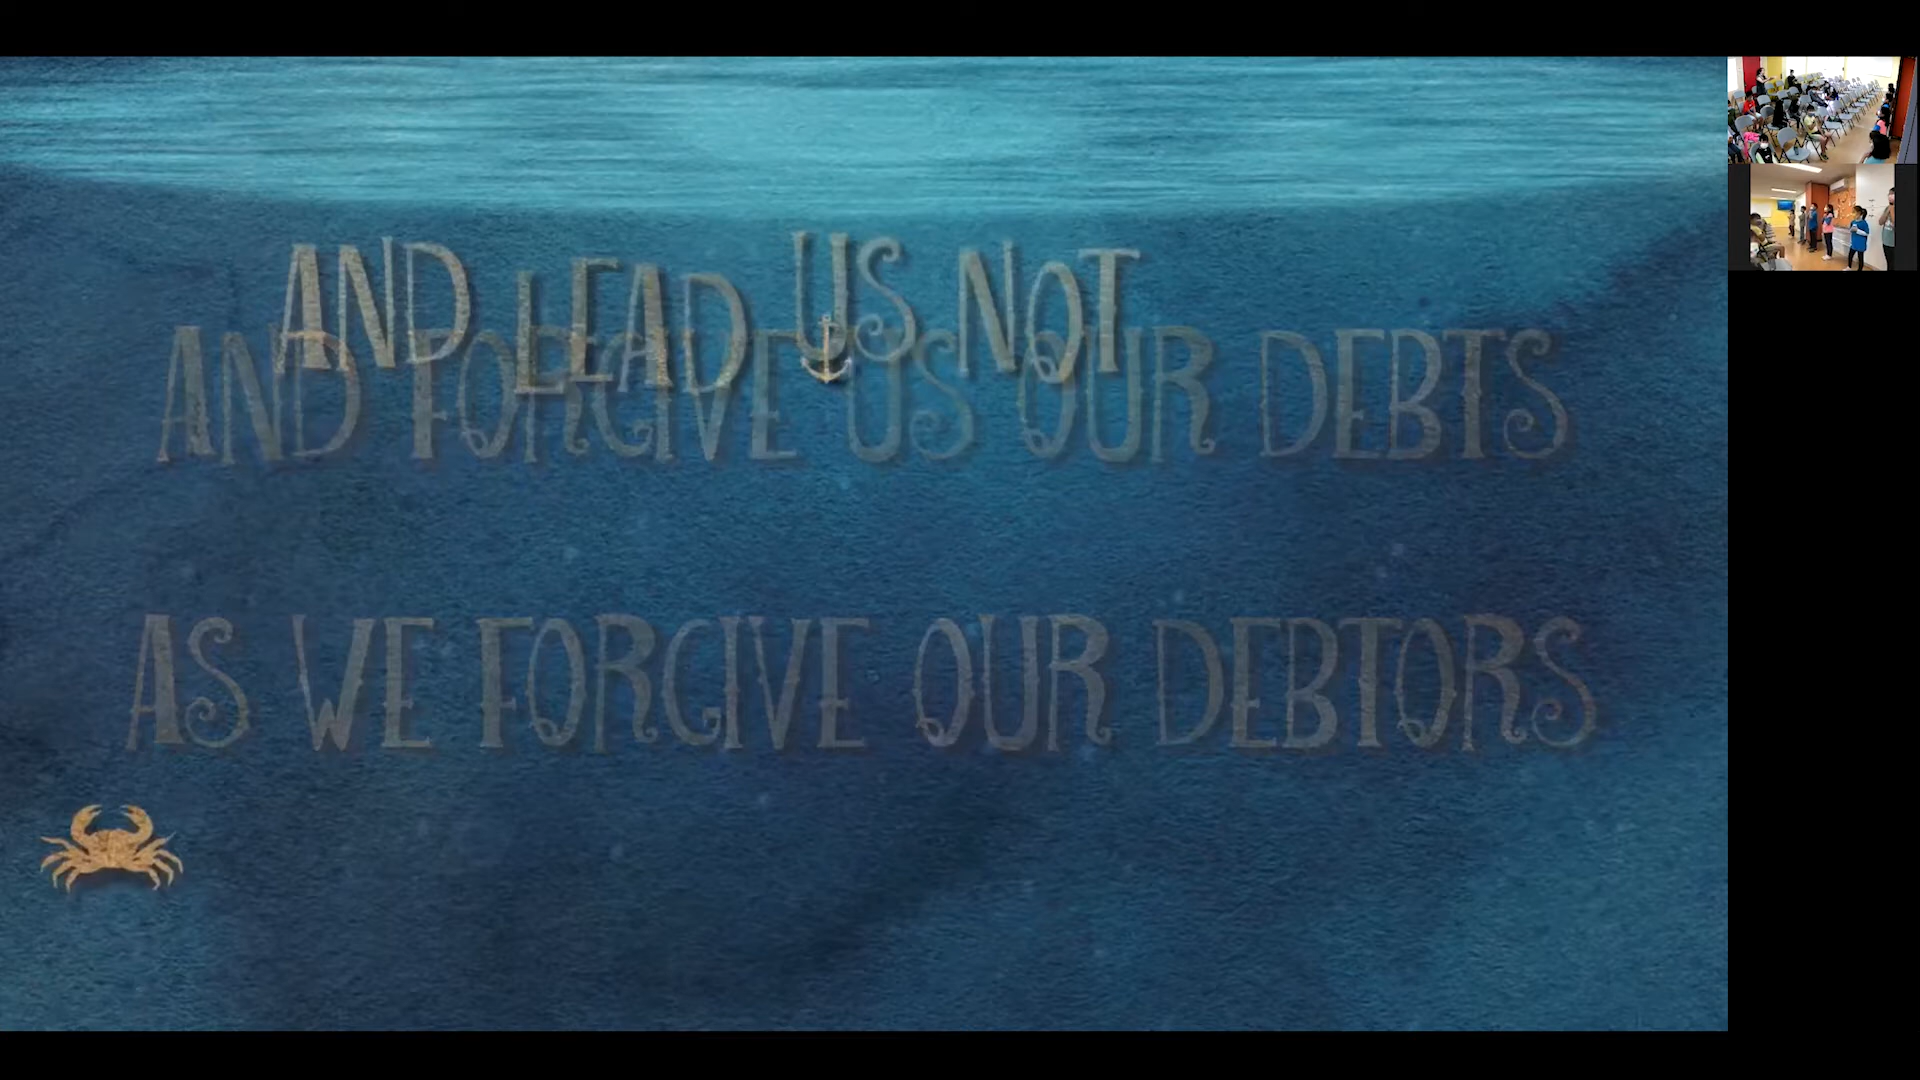 AND LEAD US NOT
AND FORGIVE US OUR DEBTS
AS WE FORGIVE OUR DEBTORS